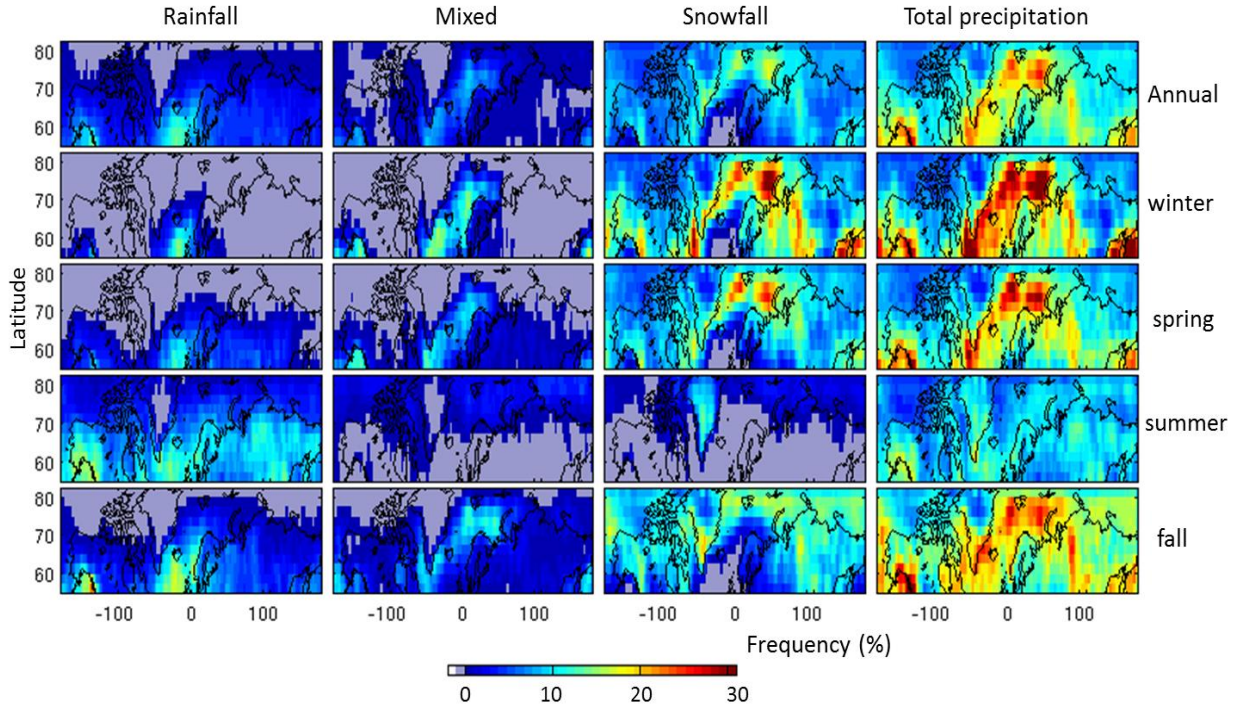 Rainfall Mixed Snowfall Total precipitation
80
70
60
Annual
80
70
60
winter
80
70
60
spring
80
70
60
summer
80
70
60
fall
Latitude
-100 0 100 -100 0 100 -100 0 100 -100 0 100
Frequency (%)
0 10 20 30